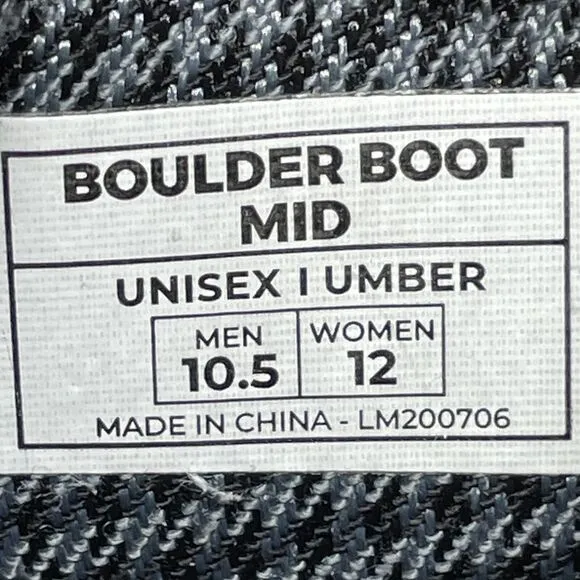 BOULDER BOOT
MID
UNISEX | UMBER
MEN
10.5
WOMEN
12
MADE IN CHINA - LM200706